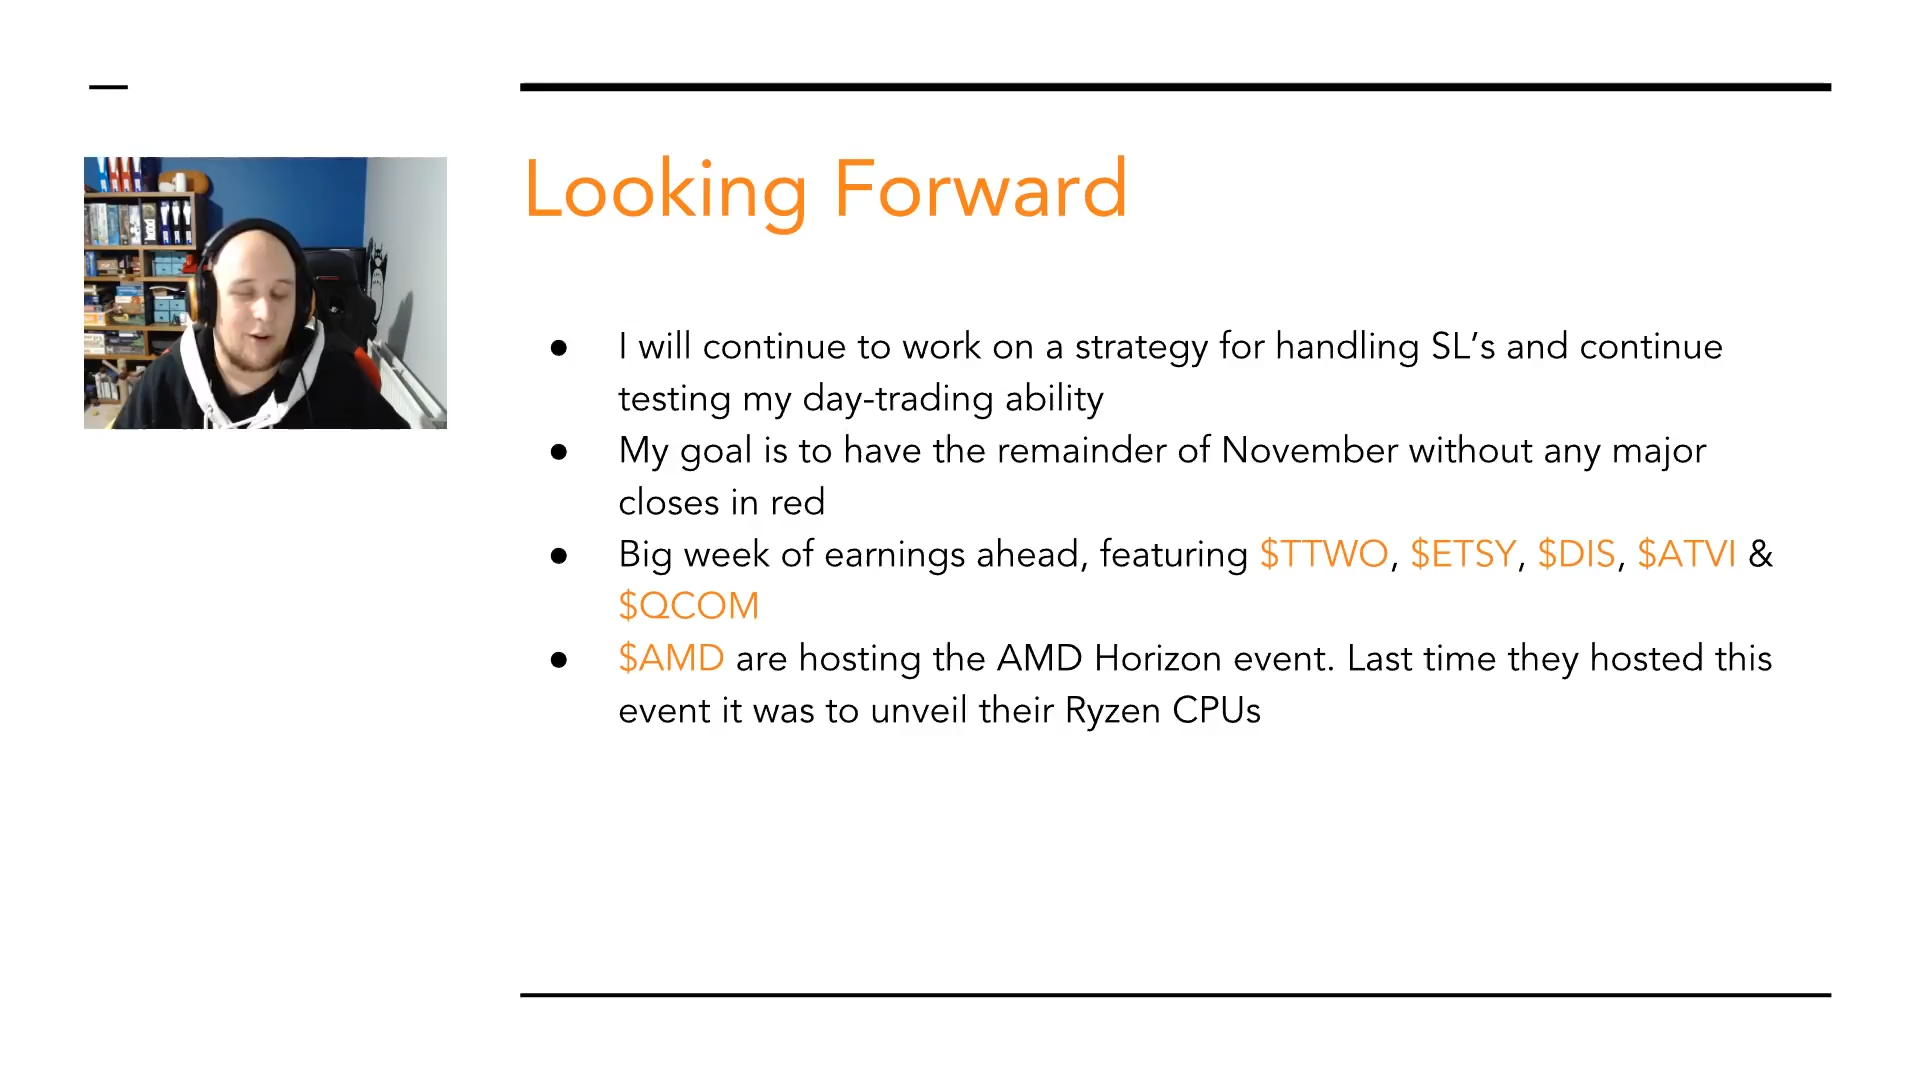 Looking Forward
● I will continue to work on a strategy for handling SL’s and continue
testing my day-trading ability
● My goal is to have the remainder of November without any major
closes in red
● Big week of earnings ahead, featuring $TTWO, $ETSY, $DIS, $ATVI &
$QCOM
● $AMD are hosting the AMD Horizon event. Last time they hosted this
event it was to unveil their Ryzen CPUs